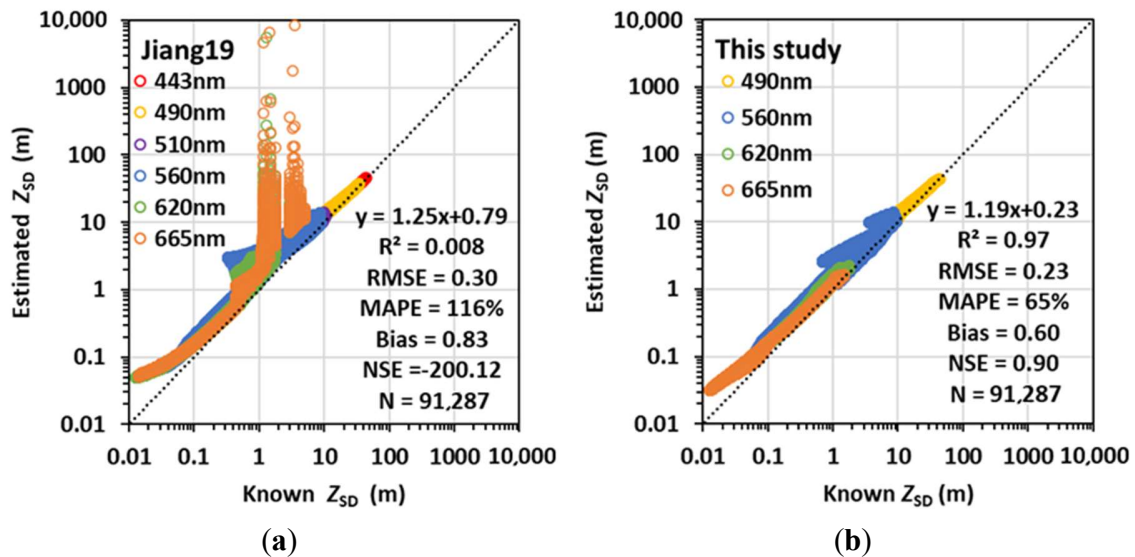 10,000
1000
100
10
1
0.1
0.01
Estimated ZSD (m)
Jiang19
443nm
490nm
510nm
560nm
620nm
665nm
y = 1.25x+0.79
R² = 0.008
RMSE = 0.30
MAPE = 116%
Bias = 0.83
NSE =-200.12
N = 91,287
0.01 0.1 1 10 100 1000 10,000
Known ZSD (m)
(a)
10,000
1000
100
10
1
0.1
0.01
Estimated ZSD (m)
This study
490nm
560nm
620nm
665nm
y = 1.19x+0.23
R² = 0.97
RMSE = 0.23
MAPE = 65%
Bias = 0.60
NSE = 0.90
N = 91,287
0.01 0.1 1 10 100 1000 10,000
Known ZSD (m)
(b)